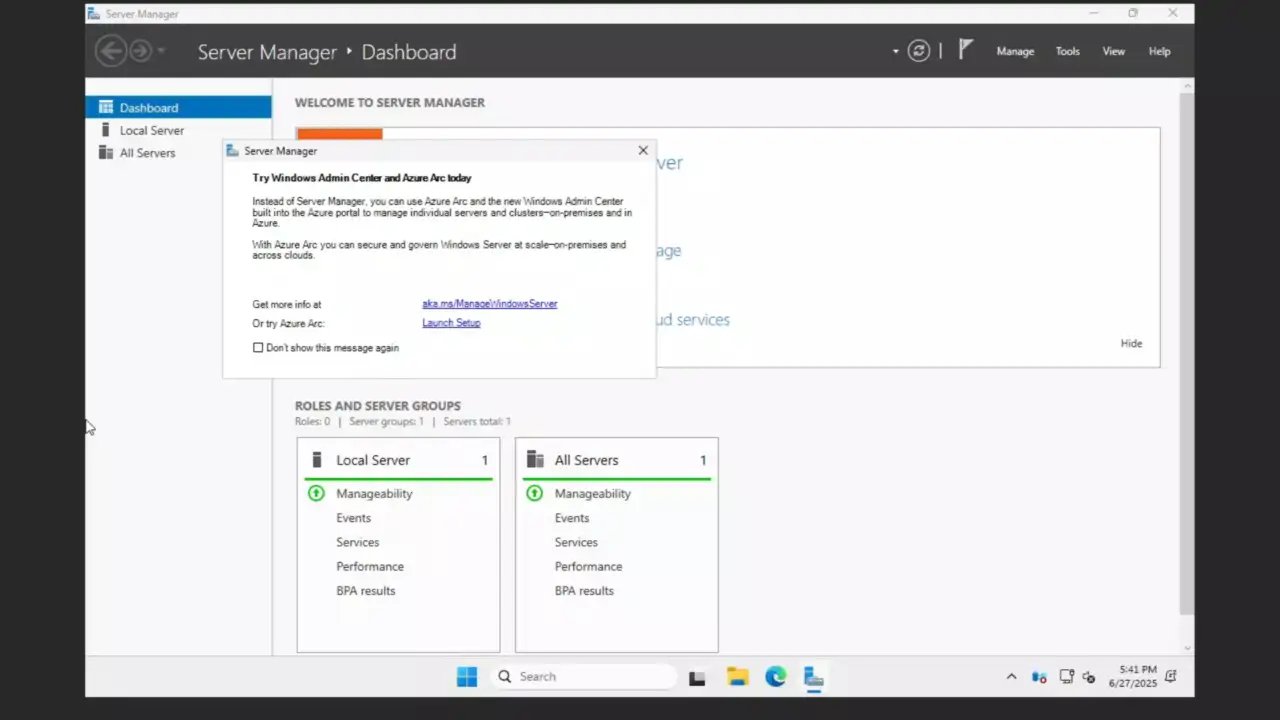 Server Manager
Server Manager ‣ Dashboard
Manage Tools View Help
Dashboard
Local Server
All Servers
WELCOME TO SERVER MANAGER
Server Manager
Try Windows Admin Center and Azure Arc today
Instead of Server Manager, you can use Azure Arc and the new Windows Admin Center
built into the Azure portal to manage individual servers and clusters–on-premises and in
Azure.
With Azure Arc you can secure and govern Windows Server at scale–on-premises and
across clouds.
Get more info at aka.ms/ManageWindowsServer
Or try Azure Arc: Launch Setup
Don't show this message again
ver
age
ud services
Hide
ROLES AND SERVER GROUPS
Roles: 0 | Server groups: 1 | Servers total: 1
Local Server 1
Manageability
Events
Services
Performance
BPA results
All Servers 1
Manageability
Events
Services
Performance
BPA results
Search
5:41 PM
6/27/2025